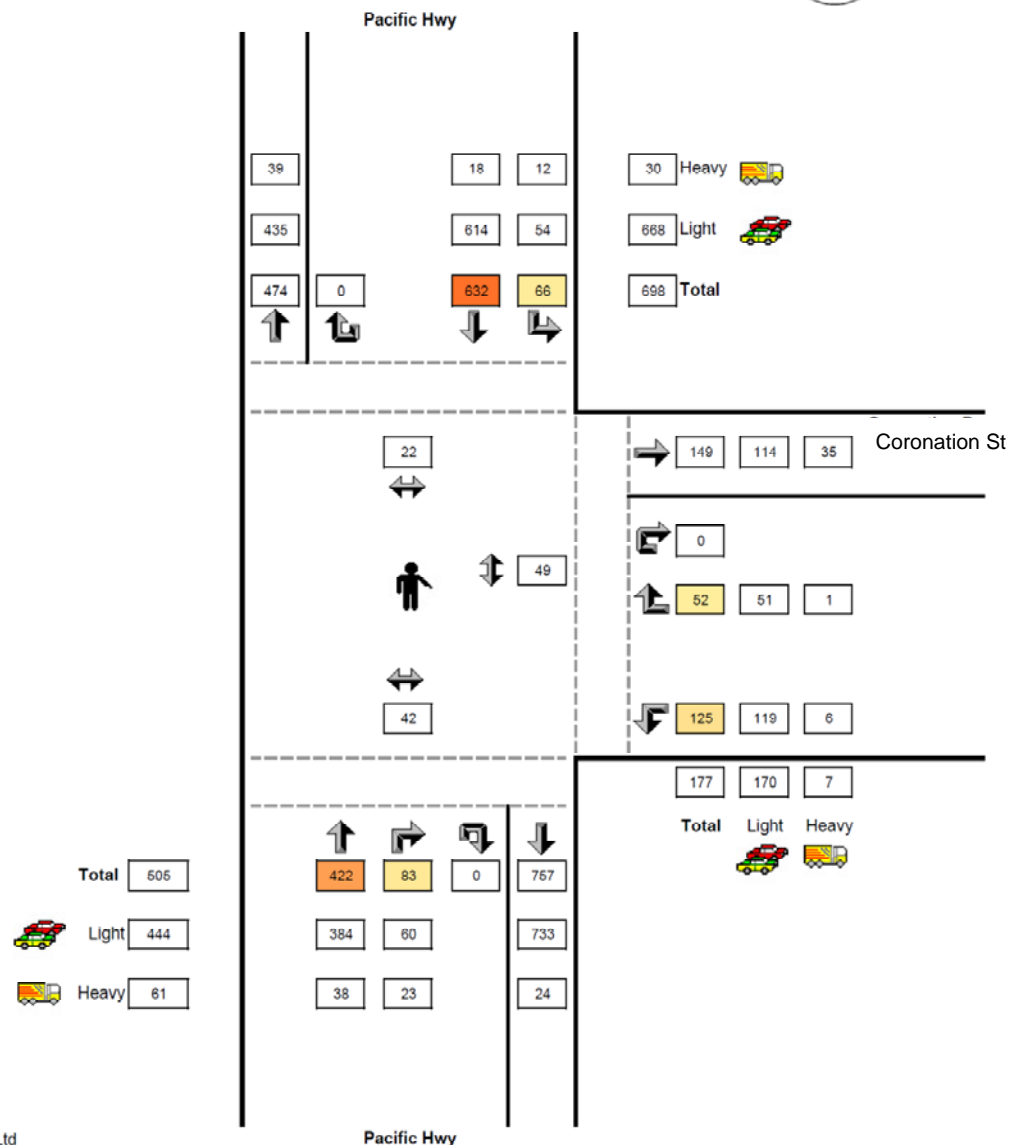 Pacific Hwy
39 18 12 30 Heavy
435 614 54 668 Light
474 0 632 66 698 Total
22 149 114 35 Coronation St
0
49
52 51 1
42 125 119 6
177 170 7
Total Light Heavy
Total 505 422 83 0 757
Light 444 384 60 733
Heavy 61 38 23 24
Ltd Pacific Hwy